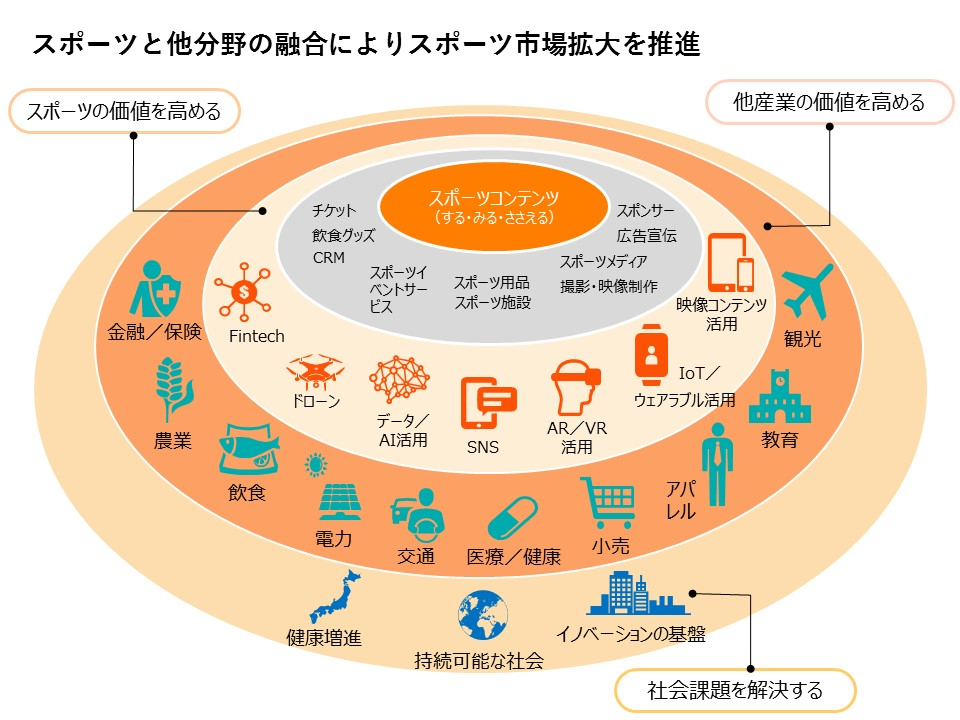 スポーツと他分野の融合によりスポーツ市場拡大を推進
スポーツの価値を高める
他産業の価値を高める
スポーツコンテンツ
（する・みる・ささえる）
チケット
飲食グッズ
CRM
スポーツイ
ベントサー
ビス
スポーツ用品
スポーツ施設
スポンサー
広告宣伝
スポーツメディア
撮影・映像制作
Fintech
ドローン
データ／
AI活用
SNS
AR／VR
活用
IoT／
ウェアラブル活用
映像コンテンツ
活用
金融／保険
農業
飲食
電力
交通
医療／健康
小売
アパ
レル
教育
観光
健康増進
持続可能な社会
イノベーションの基盤
社会課題を解決する